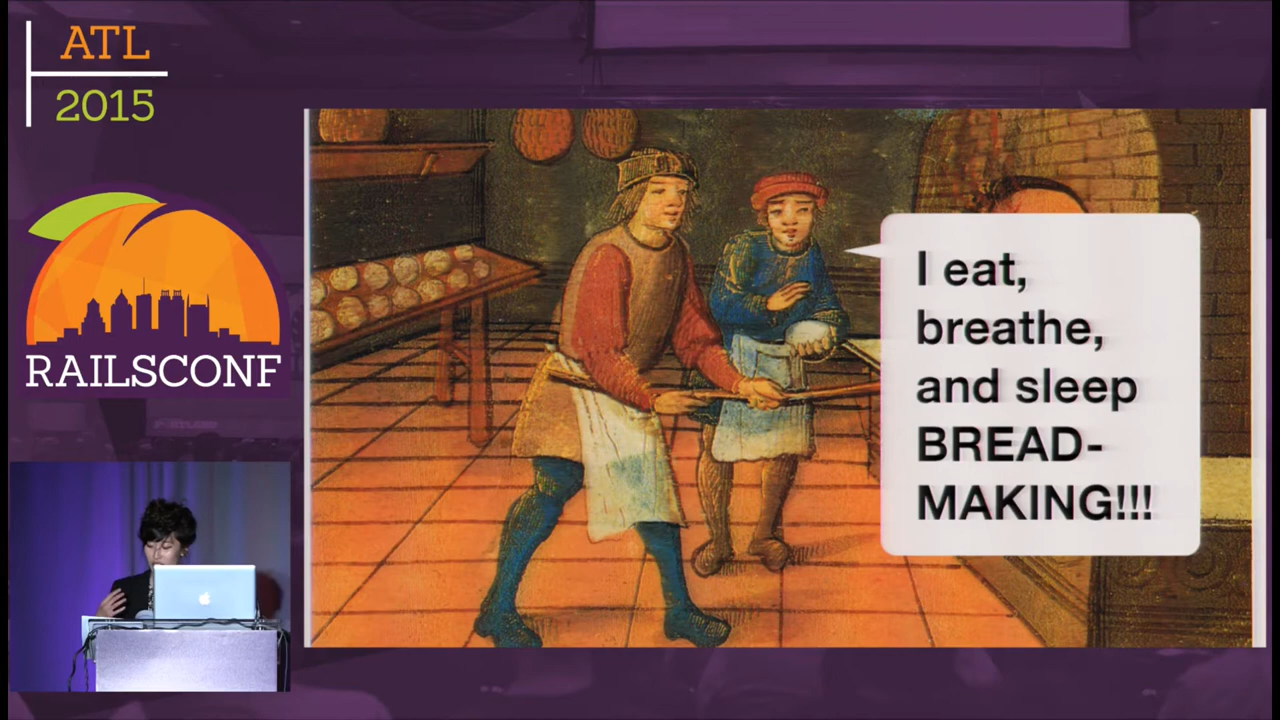 ATL
2015
RAILSCONF
I eat,
breathe,
and sleep
BREAD-
MAKING!!!